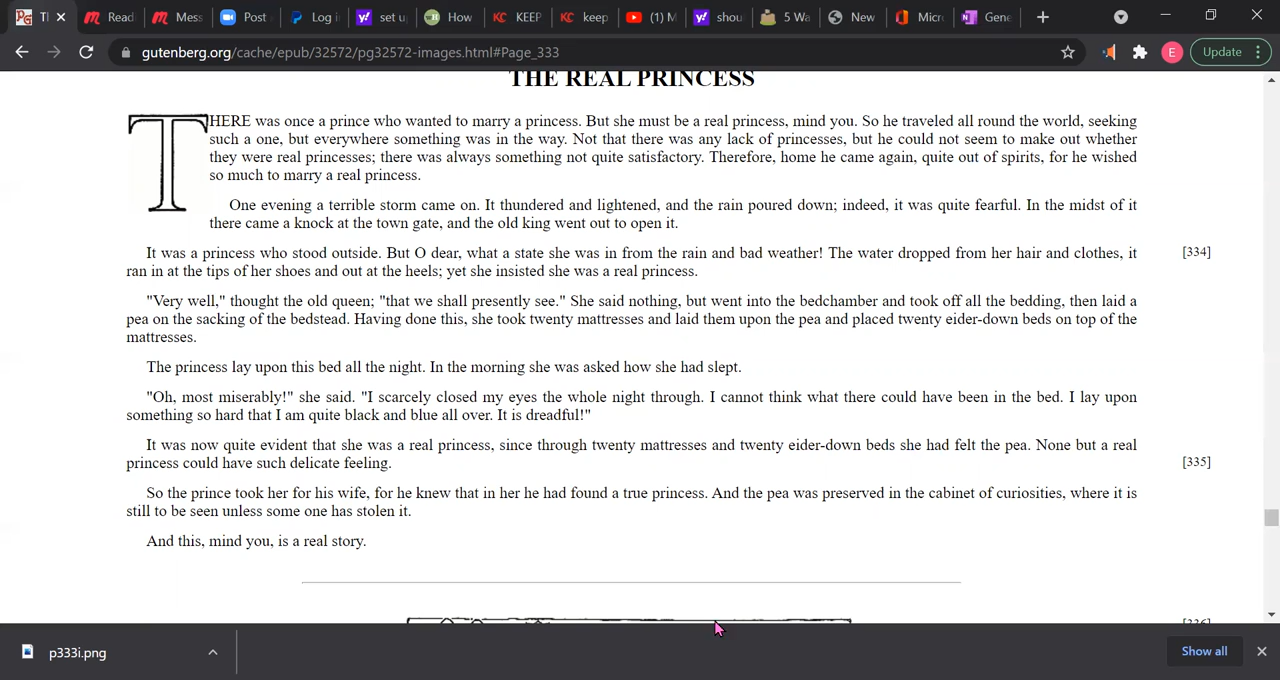 Tl
Readi
Mess
Post
Log i
set u
How
KEEP
keep
(1) M
shou
5 Wa
New
Micr
Gene
gutenberg.org/cache/epub/32572/pg32572-images.html#Page_333
E
Update
THE REAL PRINCESS
THERE was once a prince who wanted to marry a princess. But she must be a real princess, mind you. So he traveled all round the world, seeking
such a one, but everywhere something was in the way. Not that there was any lack of princesses, but he could not seem to make out whether
they were real princesses; there was always something not quite satisfactory. Therefore, home he came again, quite out of spirits, for he wished
so much to marry a real princess.
One evening a terrible storm came on. It thundered and lightened, and the rain poured down; indeed, it was quite fearful. In the midst of it
there came a knock at the town gate, and the old king went out to open it.
It was a princess who stood outside. But O dear, what a state she was in from the rain and bad weather! The water dropped from her hair and clothes, it [334]
ran in at the tips of her shoes and out at the heels; yet she insisted she was a real princess.
"Very well," thought the old queen; "that we shall presently see." She said nothing, but went into the bedchamber and took off all the bedding, then laid a
pea on the sacking of the bedstead. Having done this, she took twenty mattresses and laid them upon the pea and placed twenty eider-down beds on top of the
mattresses.
The princess lay upon this bed all the night. In the morning she was asked how she had slept.
"Oh, most miserably!" she said. "I scarcely closed my eyes the whole night through. I cannot think what there could have been in the bed. I lay upon
something so hard that I am quite black and blue all over. It is dreadful!"
It was now quite evident that she was a real princess, since through twenty mattresses and twenty eider-down beds she had felt the pea. None but a real
princess could have such delicate feeling. [335]
So the prince took her for his wife, for he knew that in her he had found a true princess. And the pea was preserved in the cabinet of curiosities, where it is
still to be seen unless some one has stolen it.
And this, mind you, is a real story.
[336]
p333i.png
Show all